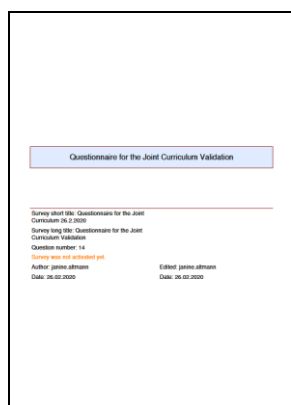 Questionnaire for the Joint Curriculum Validation
Survey short title: Questionnaire for the Joint
Curriculum 26.2.2020
Survey long title: Questionnaire for the Joint
Curriculum Validation
Question number: 14
Survey was not activated yet.
Author: janine.altmann Edited: janine.altmann
Date: 26.02.2020 Date: 26.02.2020